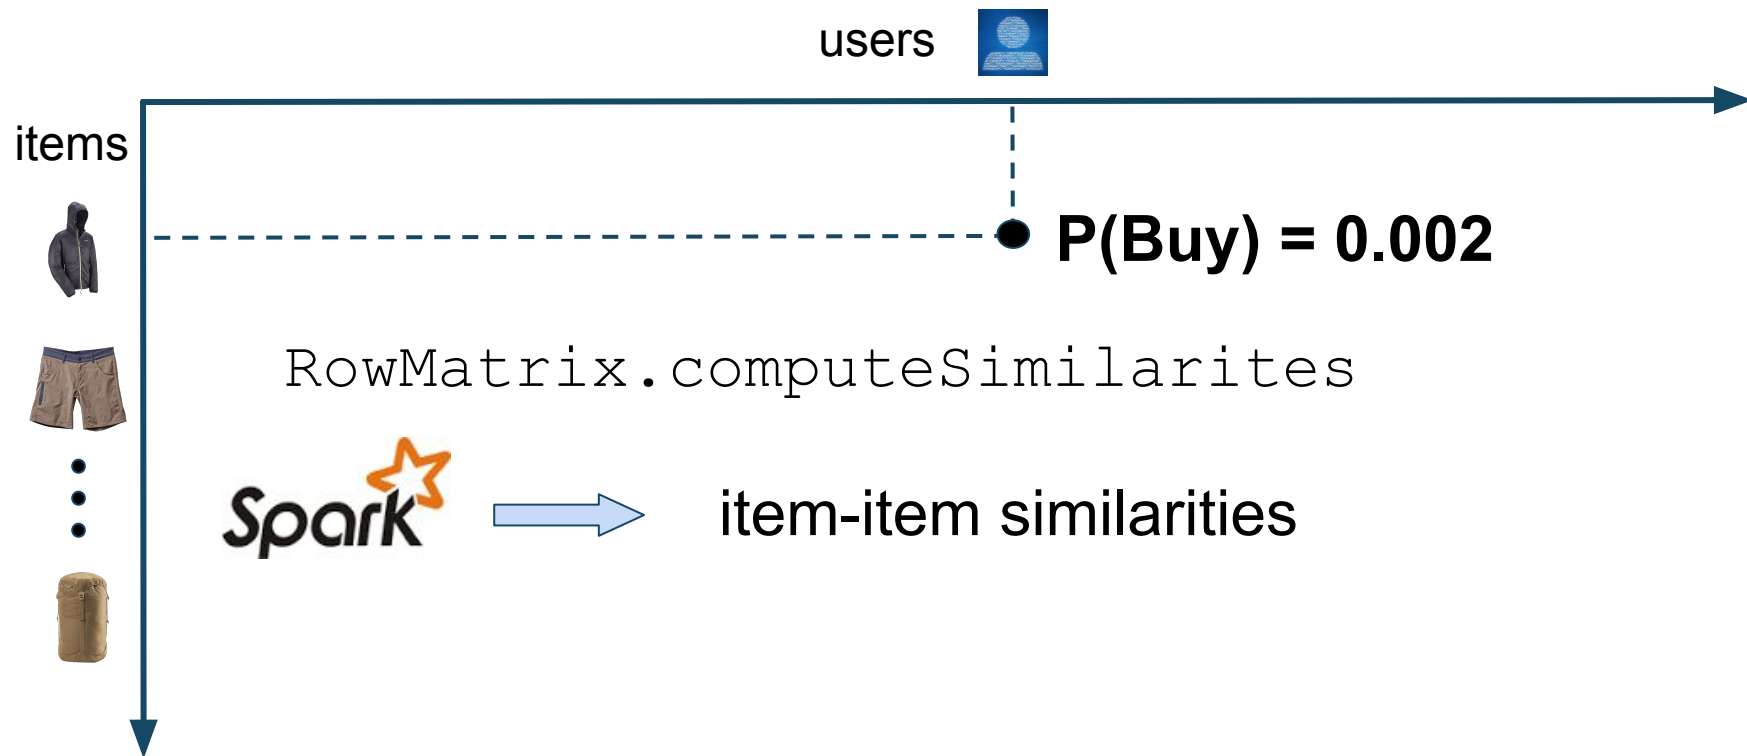 users
items
P(Buy) = 0.002
RowMatrix.computeSimilarites
Spark
item-item similarities